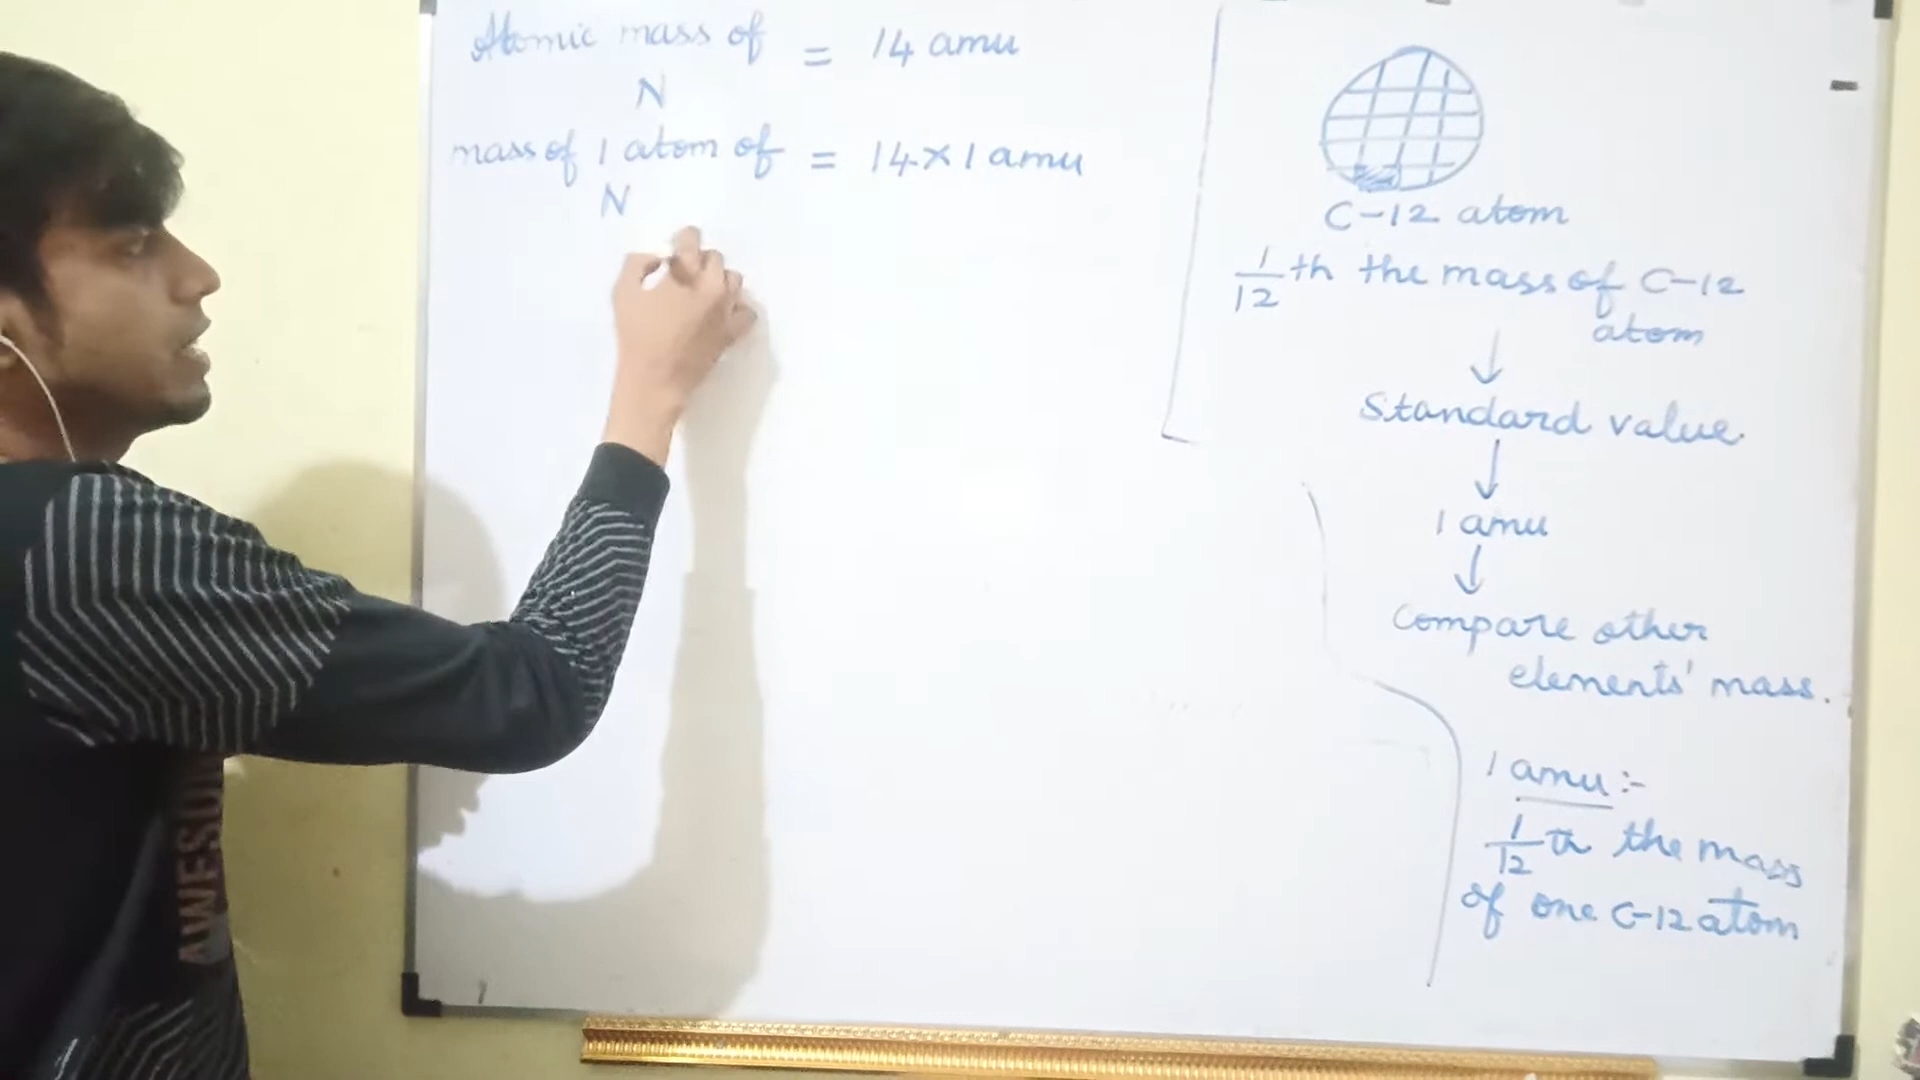 Atomic mass of = 14 amu
N
mass of 1 atom of = 14 × 1 amu
N
C-12 atom
1/12 th the mass of C-12
atom
↓
Standard value.
↓
1 amu
↓
Compare other
elements' mass.
1 amu :-
1/12 th the mass
of one C-12 atom